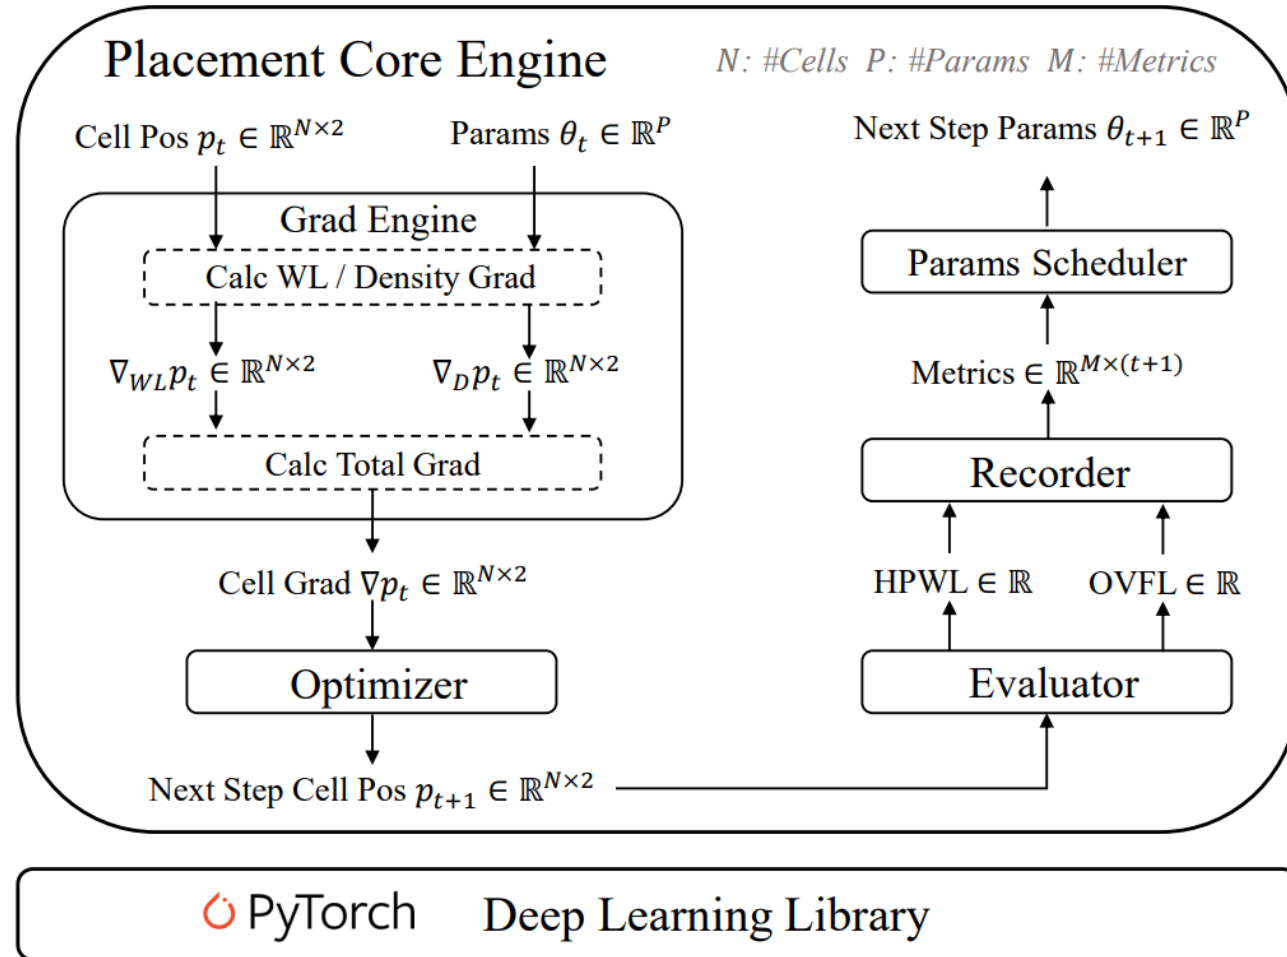 Placement Core Engine
N: #Cells P: #Params M: #Metrics
Cell Pos p_t ∈ ℝ^{N×2}
Params θ_t ∈ ℝ^P
Grad Engine
Calc WL / Density Grad
∇_{WL}p_t ∈ ℝ^{N×2}
∇_D p_t ∈ ℝ^{N×2}
Calc Total Grad
Cell Grad ∇p_t ∈ ℝ^{N×2}
Optimizer
Next Step Cell Pos p_{t+1} ∈ ℝ^{N×2}
Next Step Params θ_{t+1} ∈ ℝ^P
Params Scheduler
Metrics ∈ ℝ^{M×(t+1)}
Recorder
HPWL ∈ ℝ
OVFL ∈ ℝ
Evaluator
PyTorch
Deep Learning Library